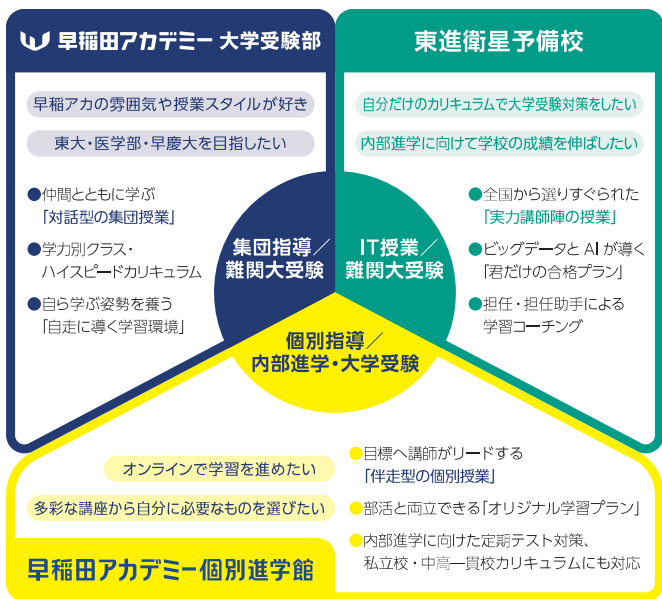 早稲田アカデミー 大学受験部
早稲アカの雰囲気や授業スタイルが好き
東大・医学部・早慶大を目指したい
●仲間とともに学ぶ
「対話型の集団授業」
●学力別クラス・
ハイスピードカリキュラム
●自ら学ぶ姿勢を養う
「自走に導く学習環境」
集団指導／
難関大受験
東進衛星予備校
自分だけのカリキュラムで大学受験対策をしたい
内部進学に向けて学校の成績を伸ばしたい
IT授業／
難関大受験
●全国から選りすぐられた
「実力講師陣の授業」
●ビッグデータと AI が導く
「君だけの合格プラン」
●担任・担任助手による
学習コーチング
個別指導／
内部進学・大学受験
オンラインで学習を進めたい
多彩な講座から自分に必要なものを選びたい
早稲田アカデミー個別進学館
●目標へ講師がリードする
「伴走型の個別授業」
●部活と両立できる「オリジナル学習プラン」
●内部進学に向けた定期テスト対策、
私立校・中高一貫校カリキュラムにも対応